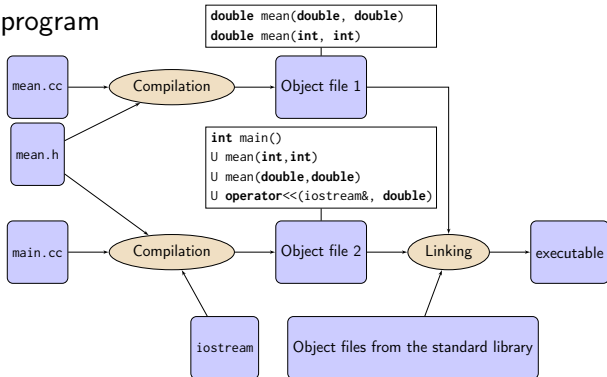 program
double mean(double, double)
double mean(int, int)
mean.cc
Compilation
Object file 1
mean.h
int main()
U mean(int,int)
U mean(double,double)
U operator<<(iostream&, double)
main.cc
Compilation
Object file 2
Linking
executable
iostream
Object files from the standard library